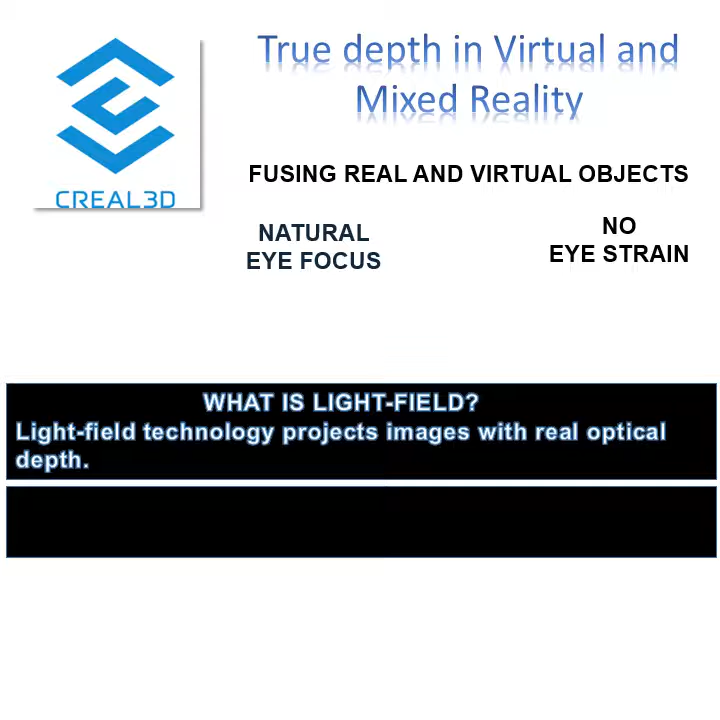 True depth in Virtual and
Mixed Reality
CREAL3D
FUSING REAL AND VIRTUAL OBJECTS
NATURAL
EYE FOCUS
NO
EYE STRAIN
WHAT IS LIGHT-FIELD?
Light-field technology projects images with real optical
depth.